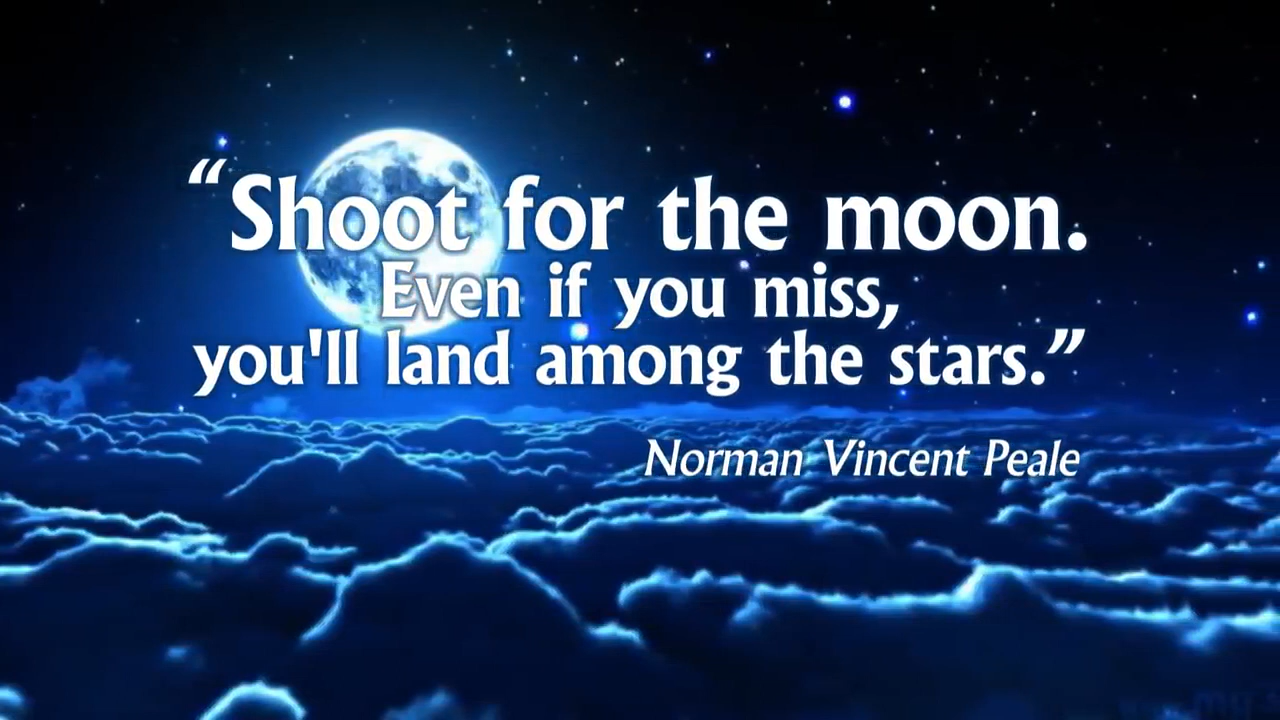 “Shoot for the moon.
Even if you miss,
you'll land among the stars.”
Norman Vincent Peale